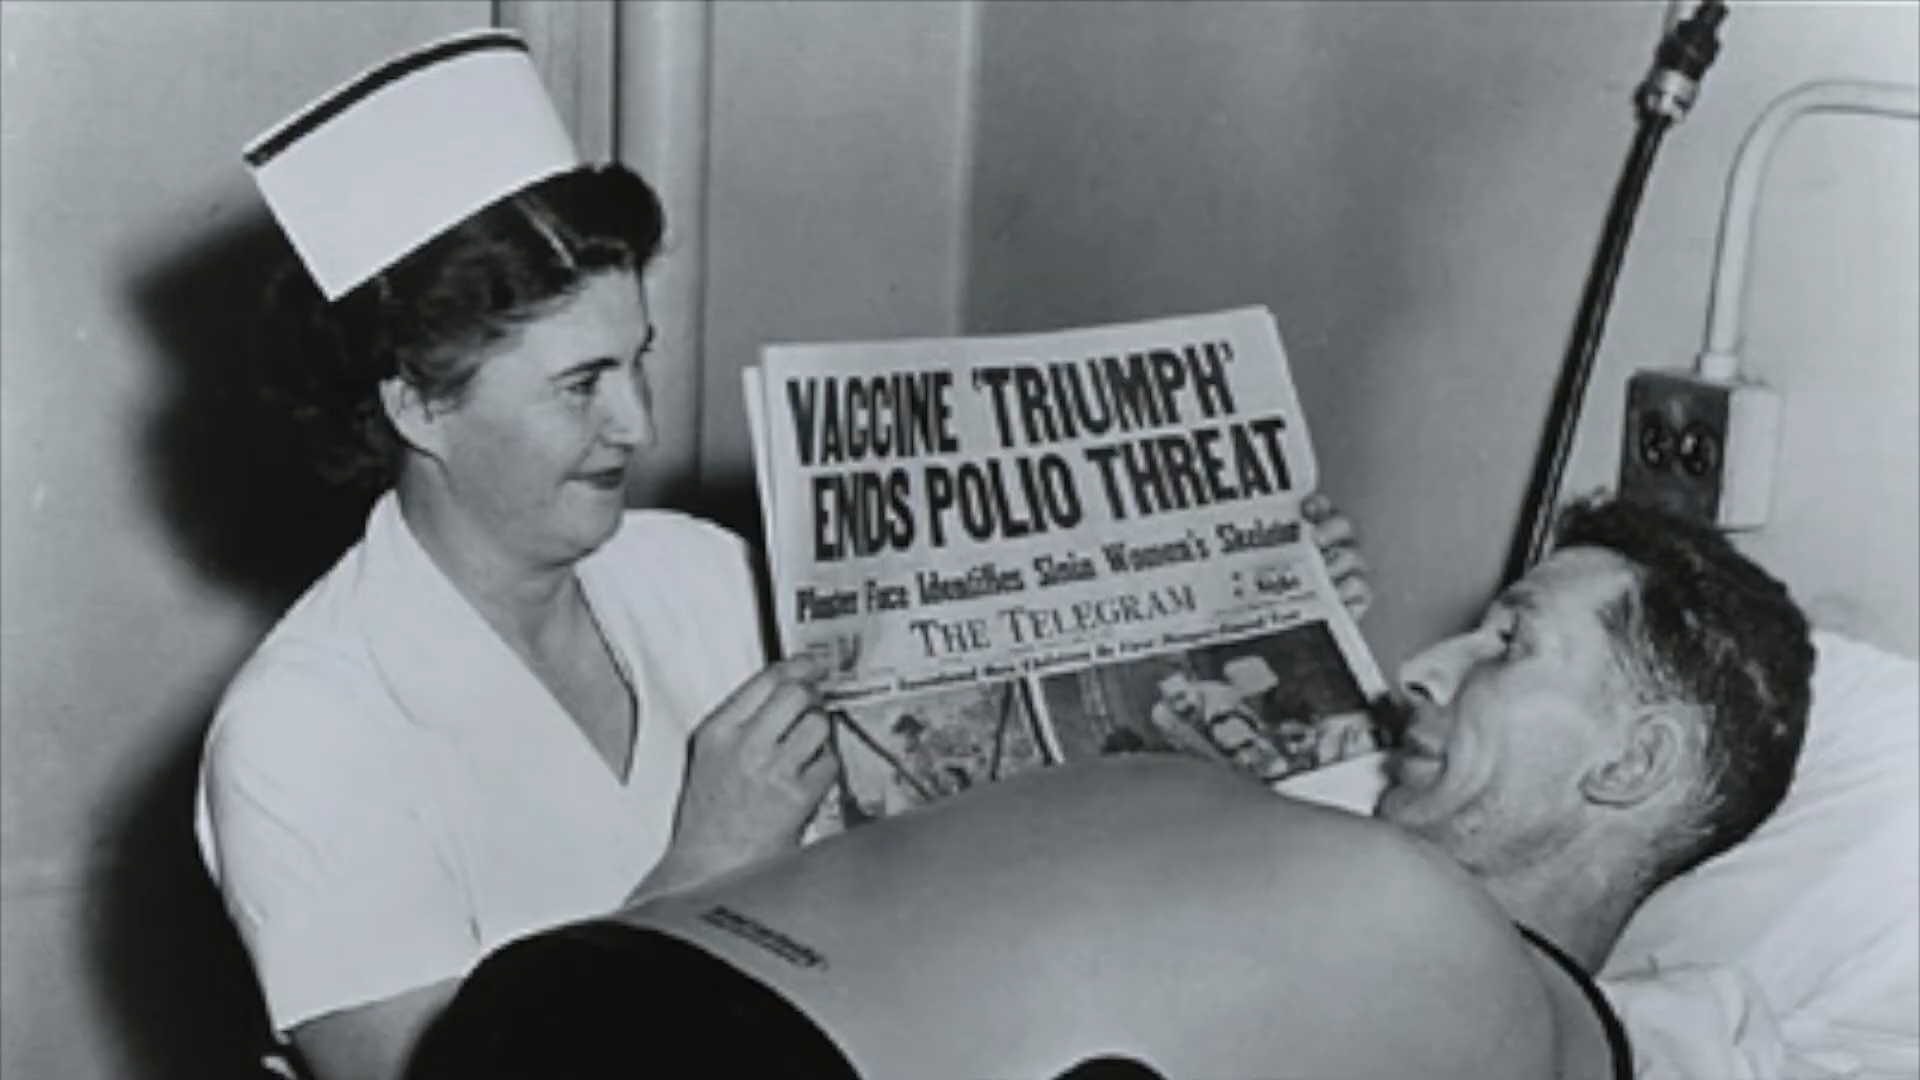 VACCINE 'TRIUMPH'
ENDS POLIO THREAT
Plaster Face Identifies Slain Woman's Skeleton
THE TELEGRAM